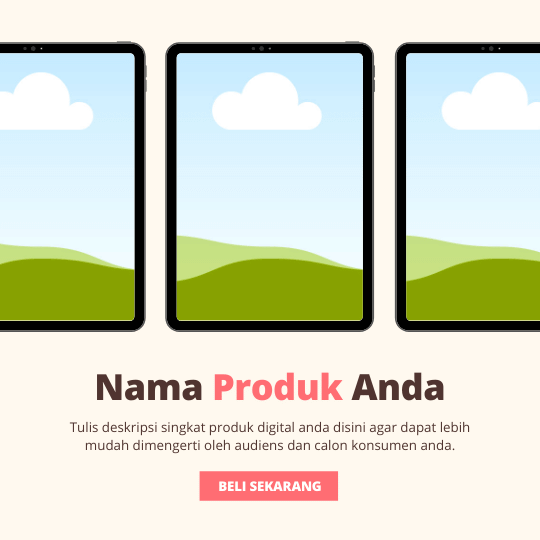 Nama Produk Anda
Tulis deskripsi singkat produk digital anda disini agar dapat lebih
mudah dimengerti oleh audiens dan calon konsumen anda.
BELI SEKARANG